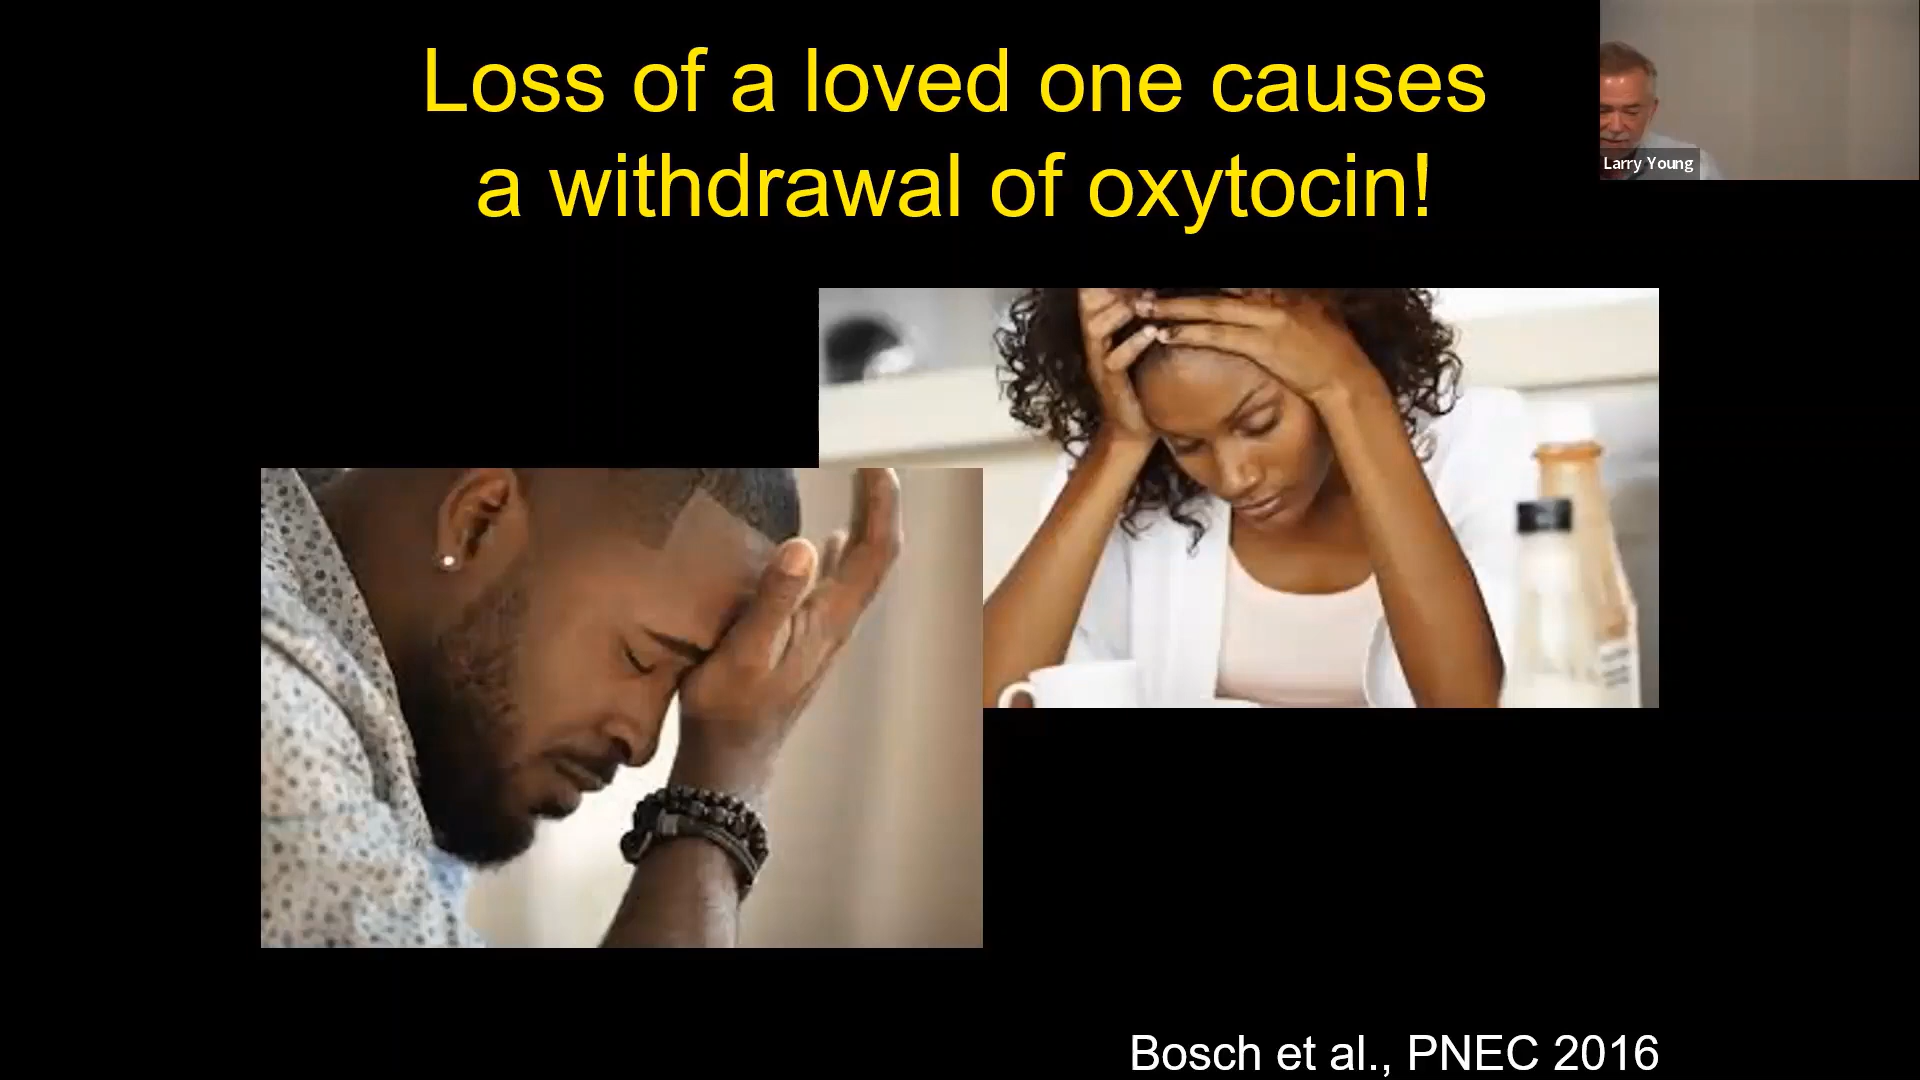 Loss of a loved one causes
a withdrawal of oxytocin!
Larry Young
Bosch et al., PNEC 2016